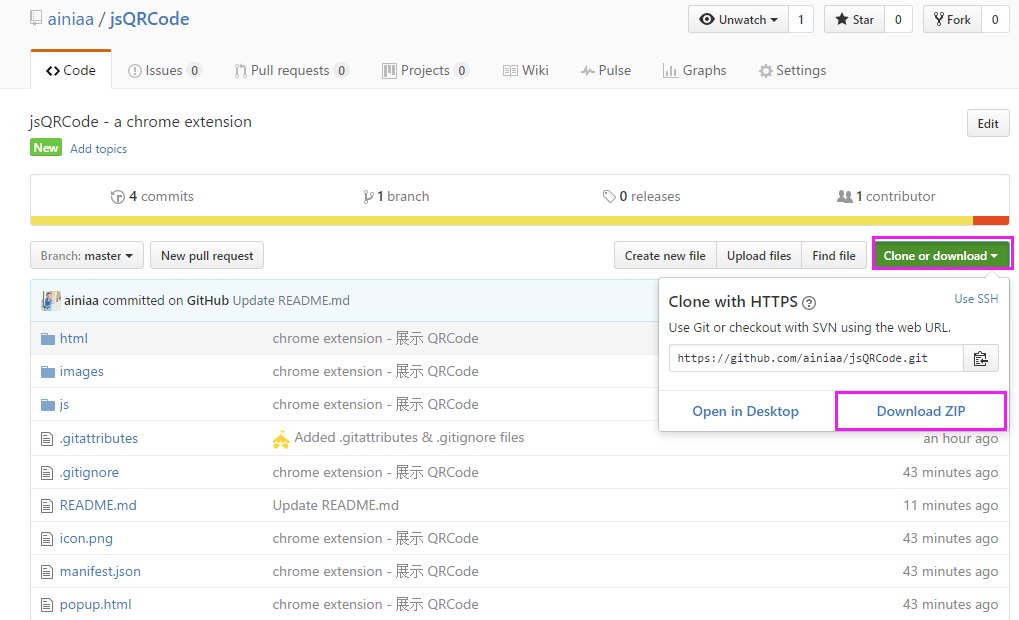 ainiaa / jsQRCode
Unwatch 1 Star 0 Fork 0
Code Issues 0 Pull requests 0 Projects 0 Wiki Pulse Graphs Settings
jsQRCode - a chrome extension Edit
New Add topics
4 commits 1 branch 0 releases 1 contributor
Branch: master New pull request Create new file Upload files Find file Clone or download
ainiaa committed on GitHub Update README.md
Clone with HTTPS ? Use SSH
Use Git or checkout with SVN using the web URL.
https://github.com/ainiaa/jsQRCode.git
Open in Desktop Download ZIP
html chrome extension - 展示 QRCode
images chrome extension - 展示 QRCode
js chrome extension - 展示 QRCode
.gitattributes Added .gitattributes & .gitignore files an hour ago
.gitignore chrome extension - 展示 QRCode 43 minutes ago
README.md Update README.md 11 minutes ago
icon.png chrome extension - 展示 QRCode 43 minutes ago
manifest.json chrome extension - 展示 QRCode 43 minutes ago
popup.html chrome extension - 展示 QRCode 43 minutes ago